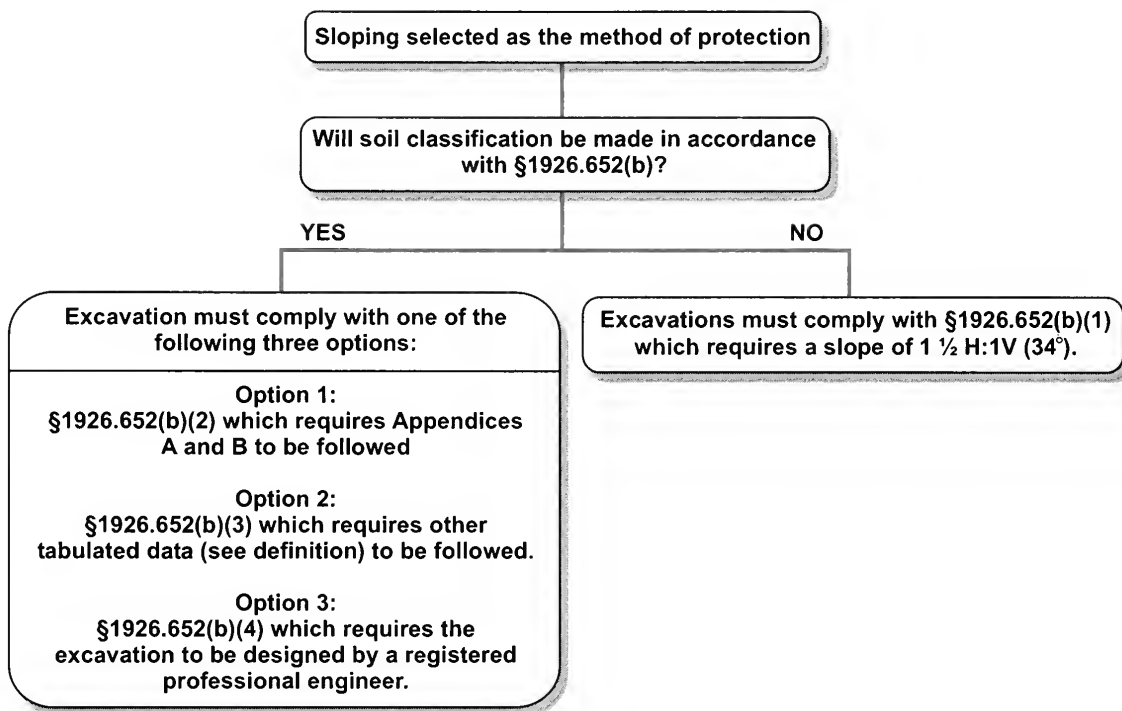 Sloping selected as the method of protection
Will soil classification be made in accordance
with §1926.652(b)?
YES
NO
Excavation must comply with one of the
following three options:
Option 1:
§1926.652(b)(2) which requires Appendices
A and B to be followed
Option 2:
§1926.652(b)(3) which requires other
tabulated data (see definition) to be followed.
Option 3:
§1926.652(b)(4) which requires the
excavation to be designed by a registered
professional engineer.
Excavations must comply with §1926.652(b)(1)
which requires a slope of 1 ½ H:1V (34°).